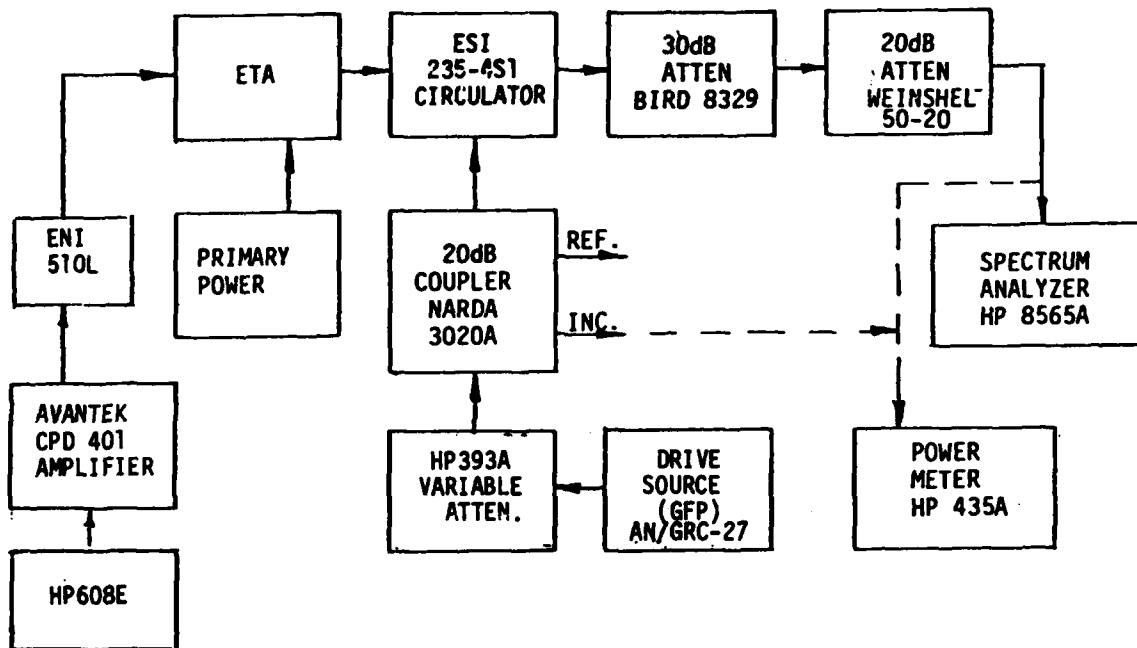 ETA
ESI
235-4S1
CIRCULATOR
30dB
ATTEN
BIRD 8329
20dB
ATTEN
WEINSHEL
50-20
ENI
510L
PRIMARY
POWER
20dB
COUPLER
NARDA
3020A
REF.
INC.
SPECTRUM
ANALYZER
HP 8565A
AVANTEK
CPD 401
AMPLIFIER
HP393A
VARIABLE
ATTEN.
DRIVE
SOURCE
(GFP)
AN/GRC-27
POWER
METER
HP 435A
HP608E